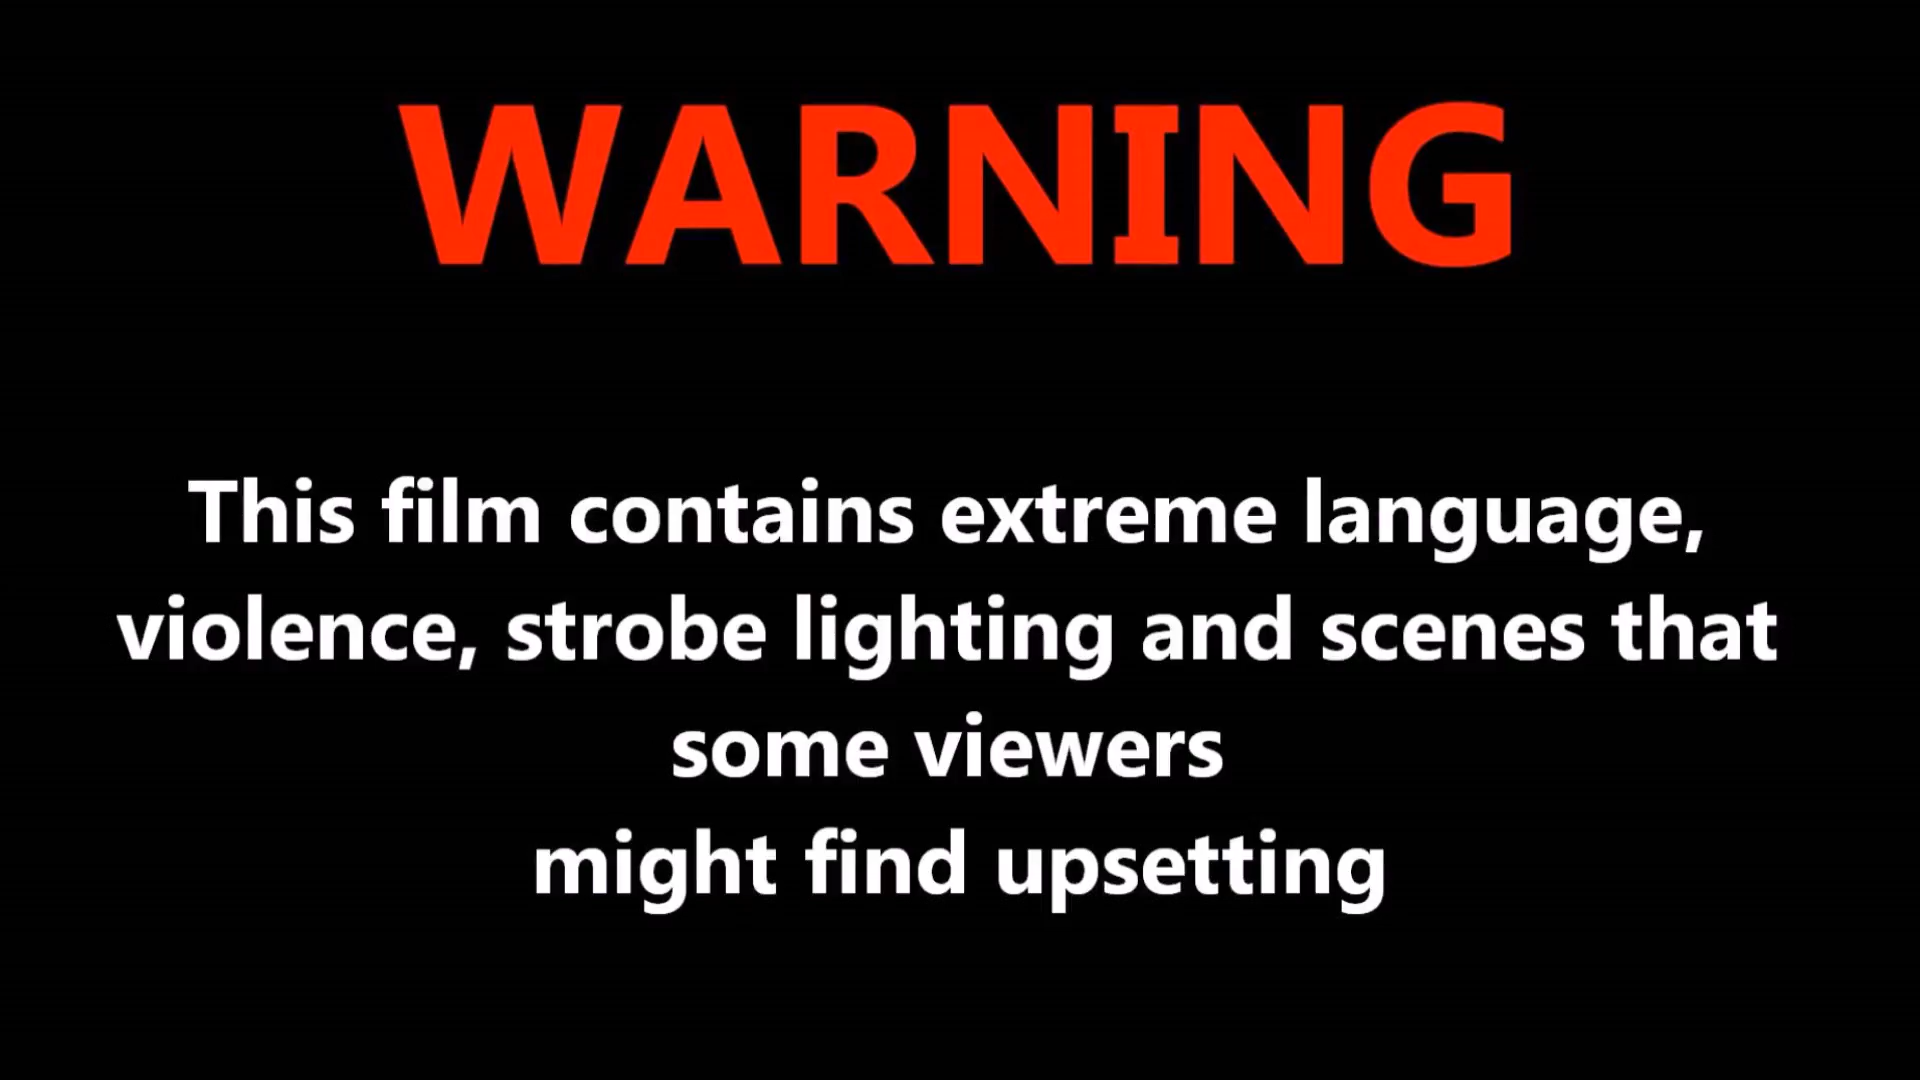 WARNING
This film contains extreme language,
violence, strobe lighting and scenes that
some viewers
might find upsetting